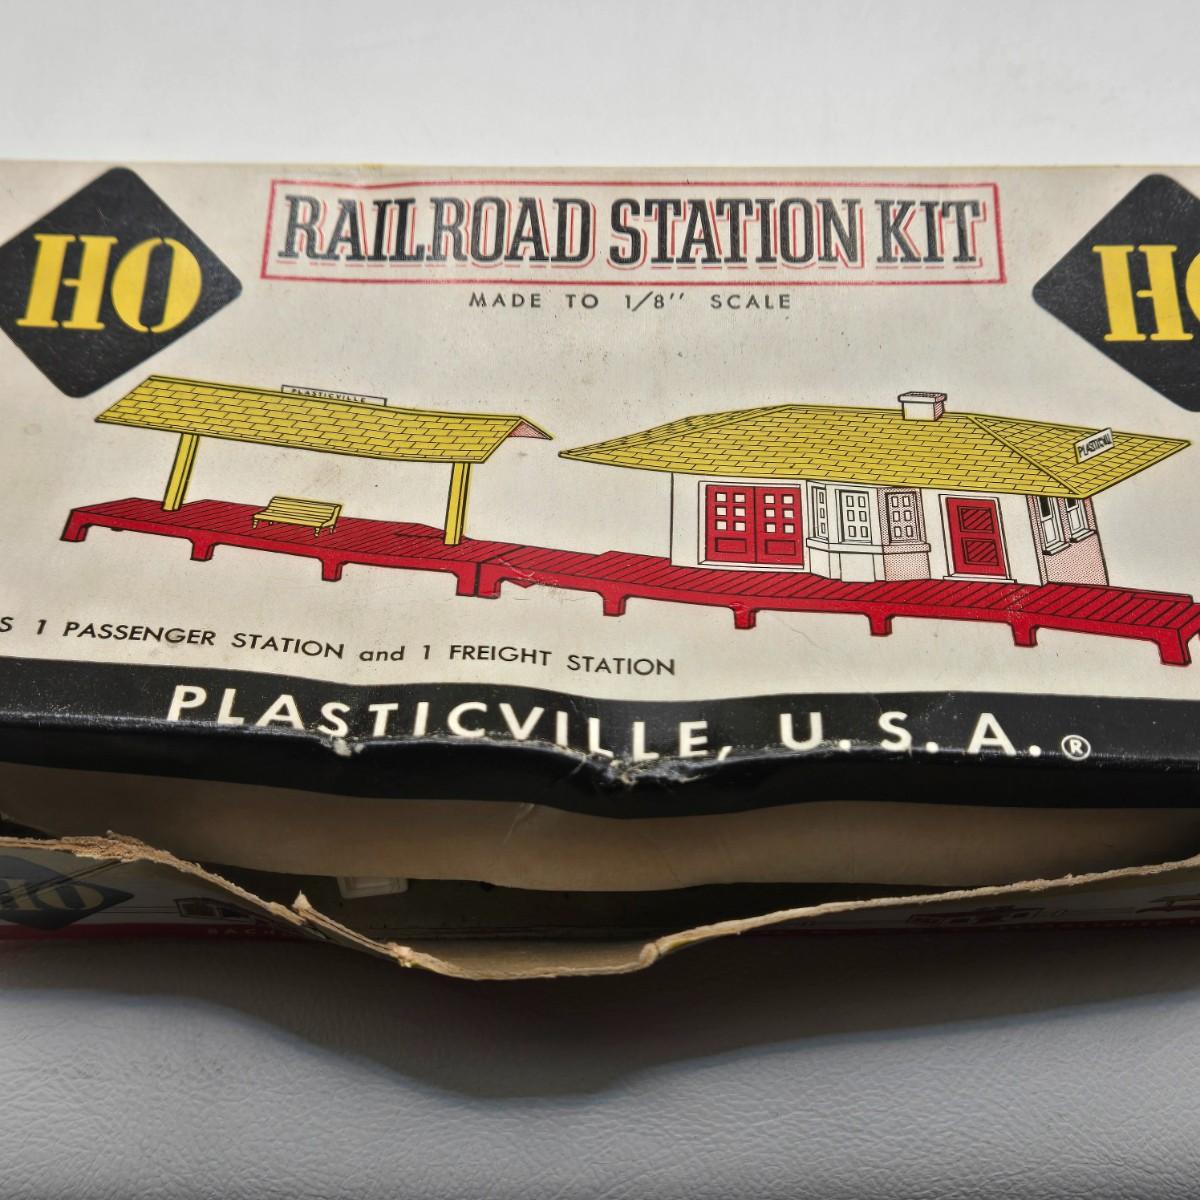 HO
RAILROAD STATION KIT
HO
MADE TO 1/8" SCALE
PLASTICVILLE
S 1 PASSENGER STATION and 1 FREIGHT STATION
PLASTICVILLE, U.S.A.®
HO